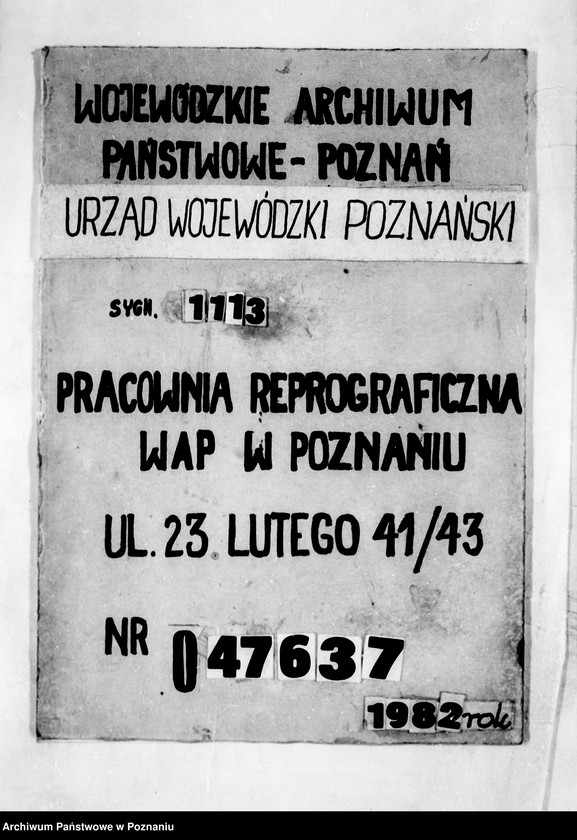 WOJEWÓDZKIE ARCHIWUM
PAŃSTWOWE - POZNAŃ
URZĄD WOJEWÓDZKI POZNAŃSKI
SYGN. 1113
PRACOWNIA REPROGRAFICZNA
WAP W POZNANIU
UL. 23 LUTEGO 41/43
NR 047637
1982 rok
Archiwum Państwowe w Poznaniu